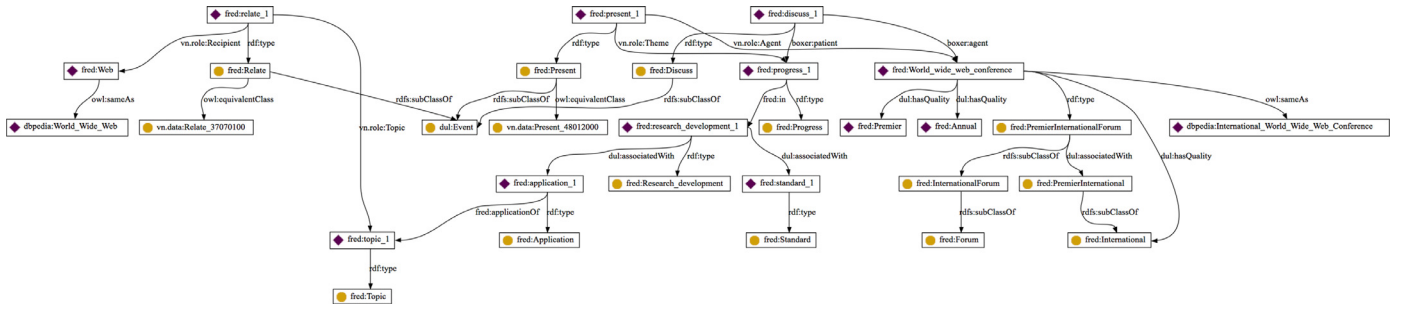 fred:relate_1
fred:present_1
fred:discuss_1
vn.role:Recipient
rdf:type
rdf:type
vn.role:Theme
rdf:type
vn.role:Agent
boxer:patient
boxer:agent
fred:Web
fred:Relate
fred:Present
fred:Discuss
fred:progress_1
fred:World_wide_web_conference
owl:sameAs
owl:equivalentClass
rdfs:subClassOf
rdfs:subClassOf
owl:equivalentClass
rdfs:subClassOf
fred:in
rdf:type
dul:hasQuality
dul:hasQuality
rdf:type
owl:sameAs
dbpedia:World_Wide_Web
vn.data:Relate_37070100
vn.role:Topic
dul:Event
vn.data:Present_48012000
fred:research_development_1
fred:Progress
fred:Premier
fred:Annual
fred:PremierInternationalForum
dbpedia:International_World_Wide_Web_Conference
dul:associatedWith
rdf:type
dul:associatedWith
rdfs:subClassOf
dul:associatedWith
dul:hasQuality
fred:application_1
fred:Research_development
fred:standard_1
fred:InternationalForum
fred:PremierInternational
fred:applicationOf
rdf:type
rdf:type
rdfs:subClassOf
rdfs:subClassOf
fred:topic_1
fred:Application
fred:Standard
fred:Forum
fred:International
rdf:type
fred:Topic